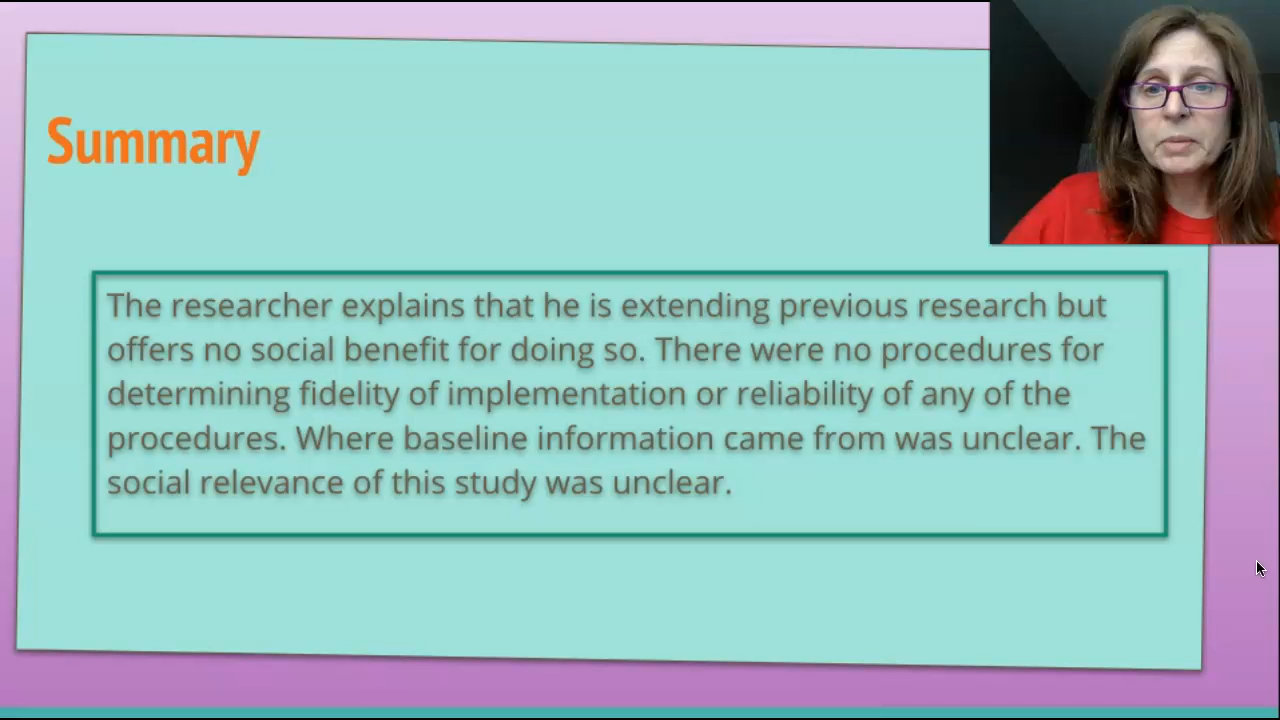 Summary
The researcher explains that he is extending previous research but
offers no social benefit for doing so. There were no procedures for
determining fidelity of implementation or reliability of any of the
procedures. Where baseline information came from was unclear. The
social relevance of this study was unclear.